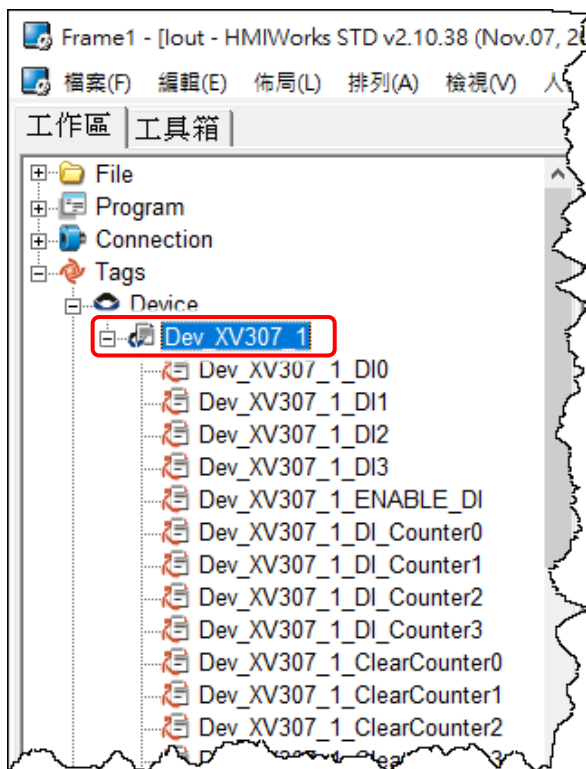 Frame1 - [Iout - HMIWorks STD v2.10.38 (Nov.07, 2
檔案(F) 編輯(E) 佈局(L) 排列(A) 檢視(V) 人
工作區 工具箱
File
Program
Connection
Tags
Device
Dev_XV307_1
Dev_XV307_1_DI0
Dev_XV307_1_DI1
Dev_XV307_1_DI2
Dev_XV307_1_DI3
Dev_XV307_1_ENABLE_DI
Dev_XV307_1_DI_Counter0
Dev_XV307_1_DI_Counter1
Dev_XV307_1_DI_Counter2
Dev_XV307_1_DI_Counter3
Dev_XV307_1_ClearCounter0
Dev_XV307_1_ClearCounter1
Dev_XV307_1_ClearCounter2